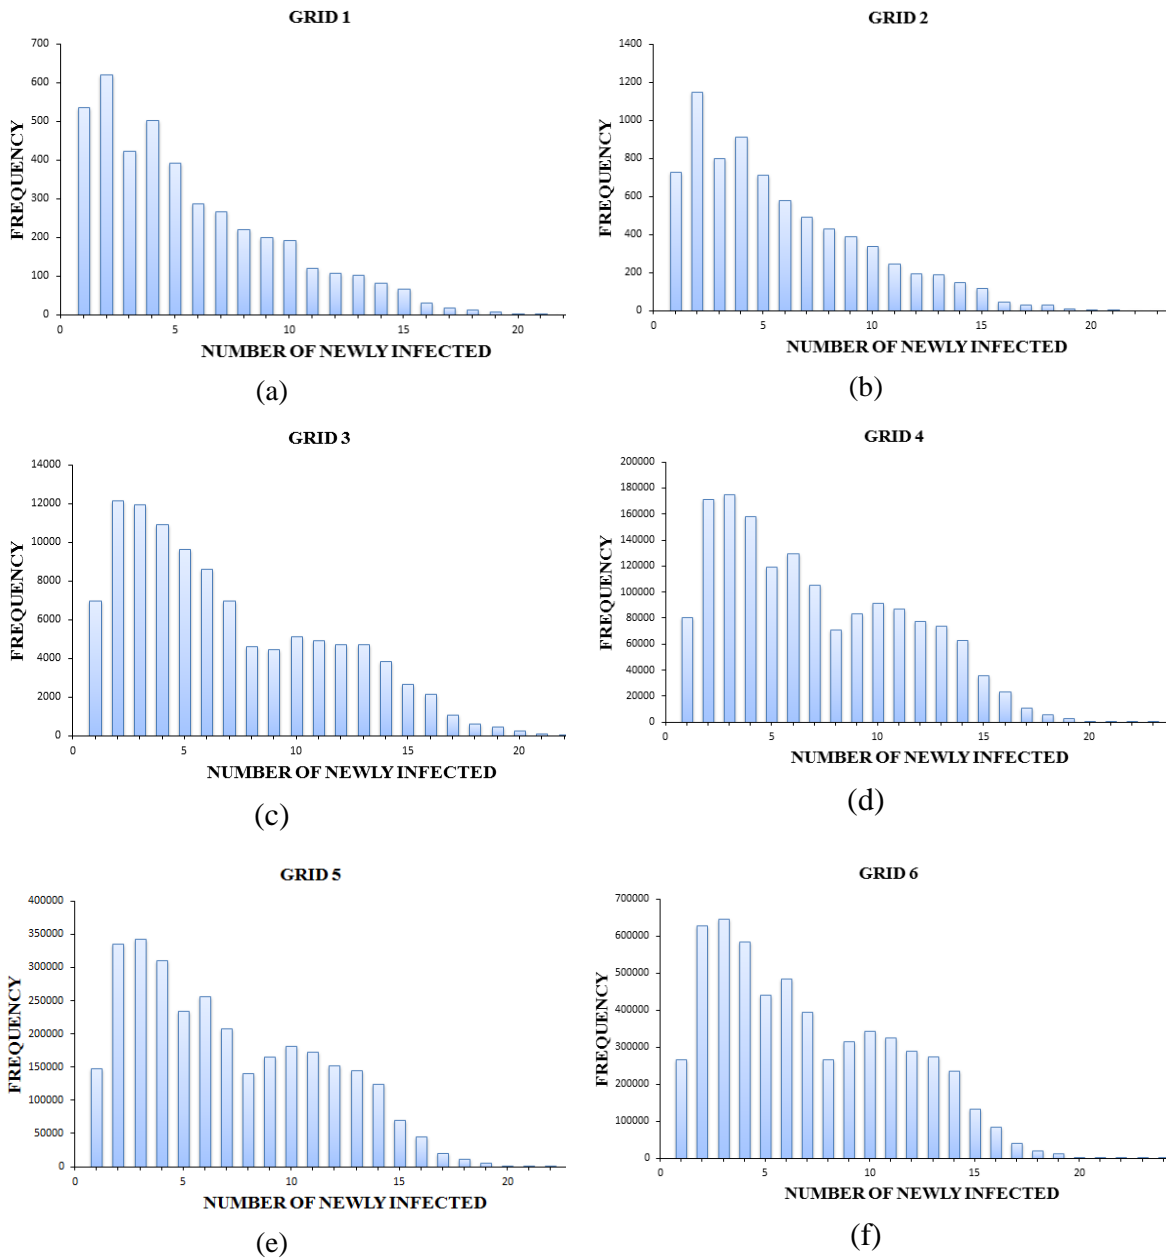 GRID 1
700
600
500
400
300
200
100
0
0 5 10 15 20
FREQUENCY
NUMBER OF NEWLY INFECTED
(a)
GRID 2
1400
1200
1000
800
600
400
200
0
0 5 10 15 20
FREQUENCY
NUMBER OF NEWLY INFECTED
(b)
GRID 3
14000
12000
10000
8000
6000
4000
2000
0
0 5 10 15 20
FREQUENCY
NUMBER OF NEWLY INFECTED
(c)
GRID 4
200000
180000
160000
140000
120000
100000
80000
60000
40000
20000
0
0 5 10 15 20
FREQUENCY
NUMBER OF NEWLY INFECTED
(d)
GRID 5
400000
350000
300000
250000
200000
150000
100000
50000
0
0 5 10 15 20
FREQUENCY
NUMBER OF NEWLY INFECTED
(e)
GRID 6
700000
600000
500000
400000
300000
200000
100000
0
0 5 10 15 20
FREQUENCY
NUMBER OF NEWLY INFECTED
(f)